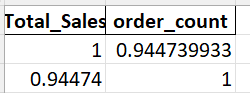 Total_Sales order_count
1 0.944739933
0.94474 1